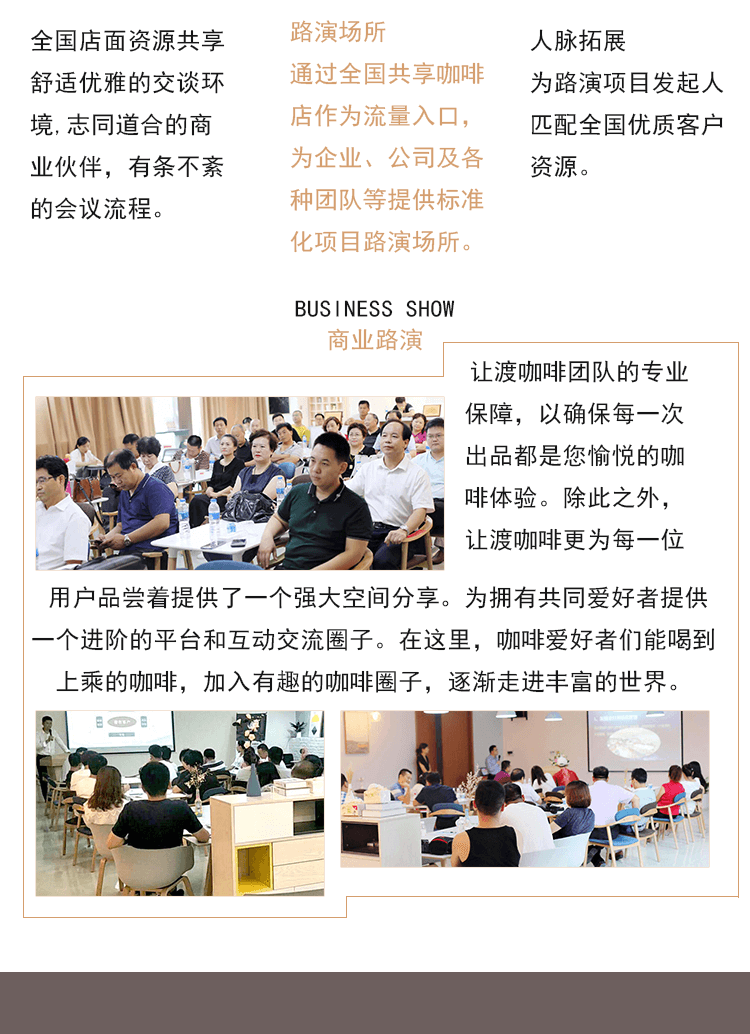 全国店面资源共享
舒适优雅的交谈环
境,志同道合的商
业伙伴，有条不紊
的会议流程。
路演场所
通过全国共享咖啡
店作为流量入口，
为企业、公司及各
种团队等提供标准
化项目路演场所。
人脉拓展
为路演项目发起人
匹配全国优质客户
资源。
BUSINESS SHOW
商业路演
让渡咖啡团队的专业
保障，以确保每一次
出品都是您愉悦的咖
啡体验。除此之外，
让渡咖啡更为每一位
用户品尝着提供了一个强大空间分享。为拥有共同爱好者提供
一个进阶的平台和互动交流圈子。在这里，咖啡爱好者们能喝到
上乘的咖啡，加入有趣的咖啡圈子，逐渐走进丰富的世界。